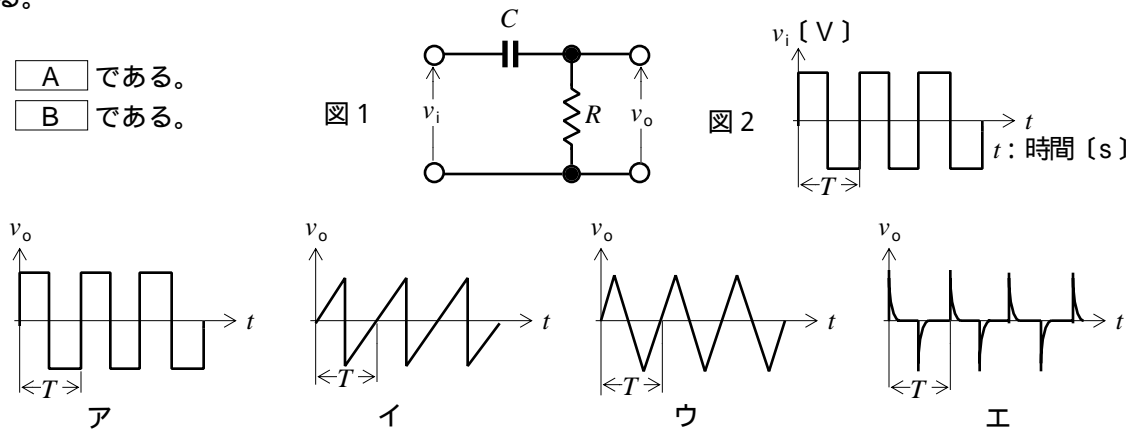 る。
A である。
B である。
図 1
C
v_i
R
v_o
図 2
v_i〔 V 〕
t
t : 時間〔s〕
T
v_o
t
T
ア
v_o
t
T
イ
v_o
t
T
ウ
v_o
t
T
エ